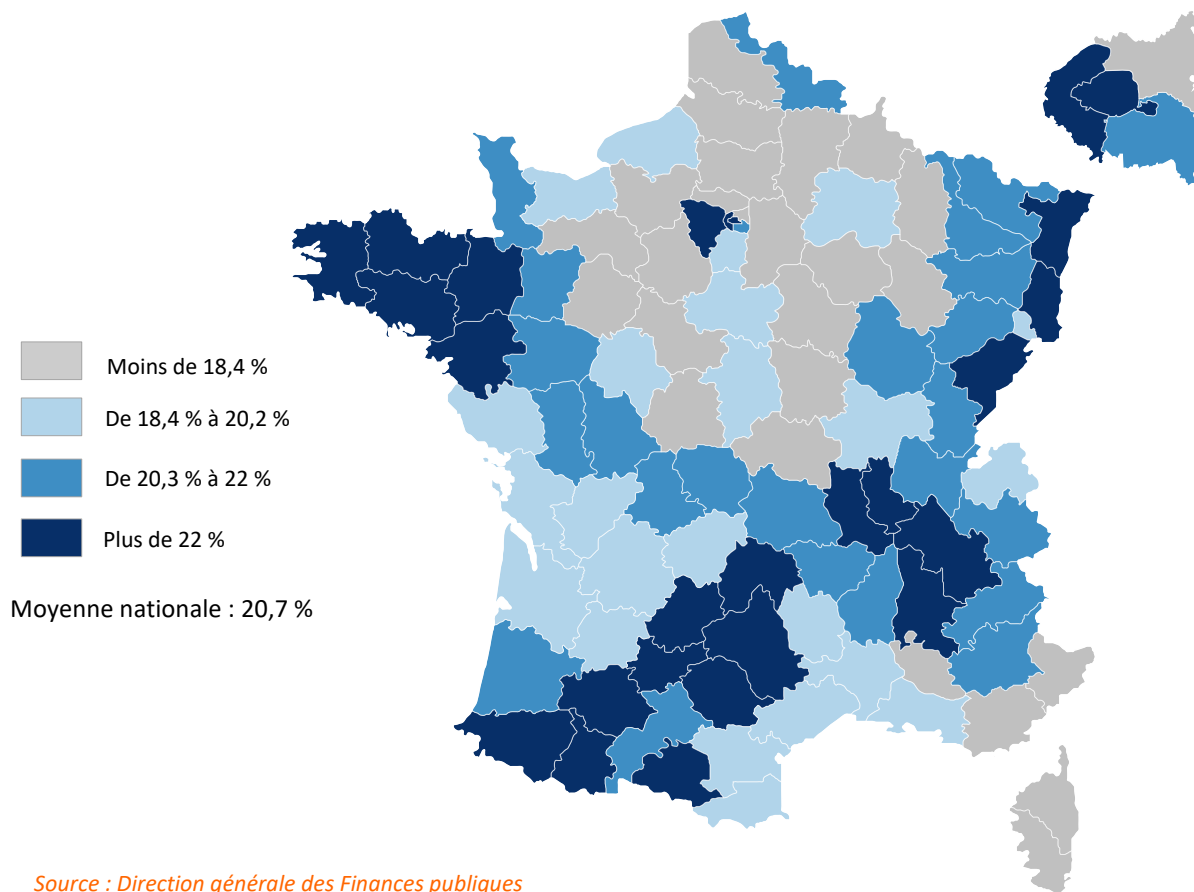 Moins de 18,4 %
De 18,4 % à 20,2 %
De 20,3 % à 22 %
Plus de 22 %
Moyenne nationale : 20,7 %
Source : Direction générale des Finances publiques